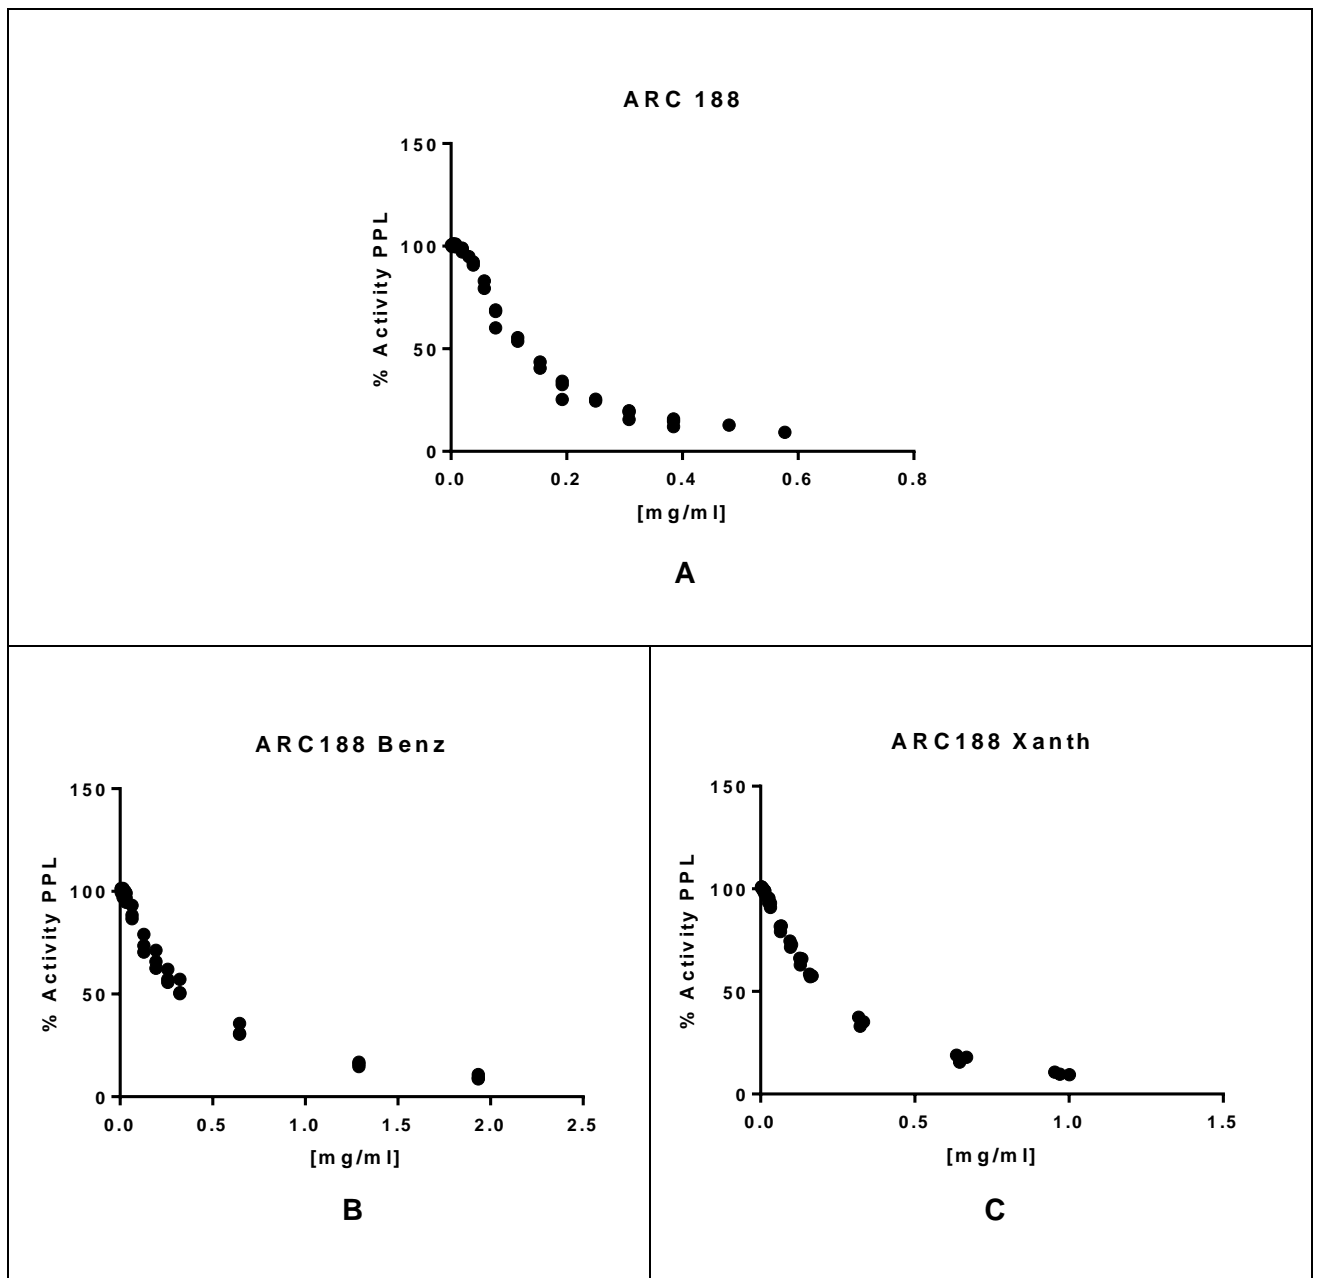 ARC 188
150
100
50
0
% Activity PPL
0.0 0.2 0.4 0.6 0.8
[mg/ml]
A
ARC188 Benz
150
100
50
0
% Activity PPL
0.0 0.5 1.0 1.5 2.0 2.5
[mg/ml]
B
ARC188 Xanth
150
100
50
0
% Activity PPL
0.0 0.5 1.0 1.5
[mg/ml]
C